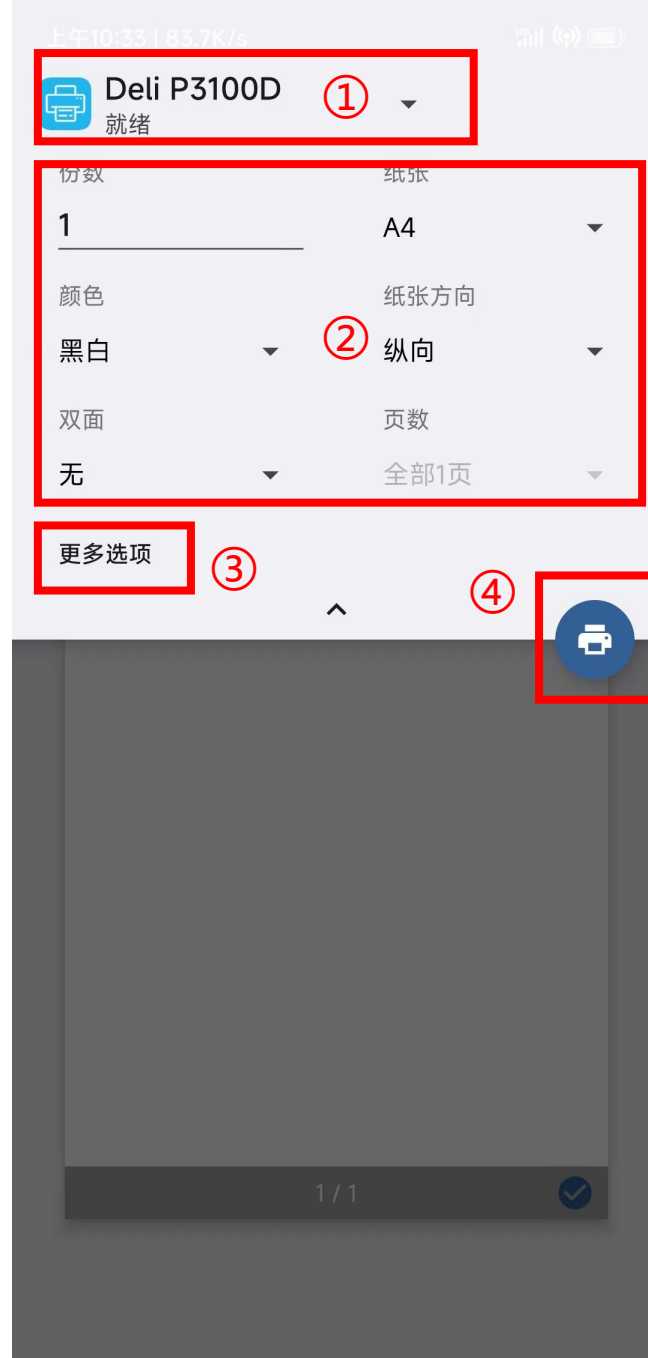 上午10:33 | 83.7K/s
Deli P3100D
①
就绪
份数 纸张
1 A4
颜色 纸张方向
黑白 ② 纵向
双面 页数
无 全部1页
更多选项 ③
④
1 / 1